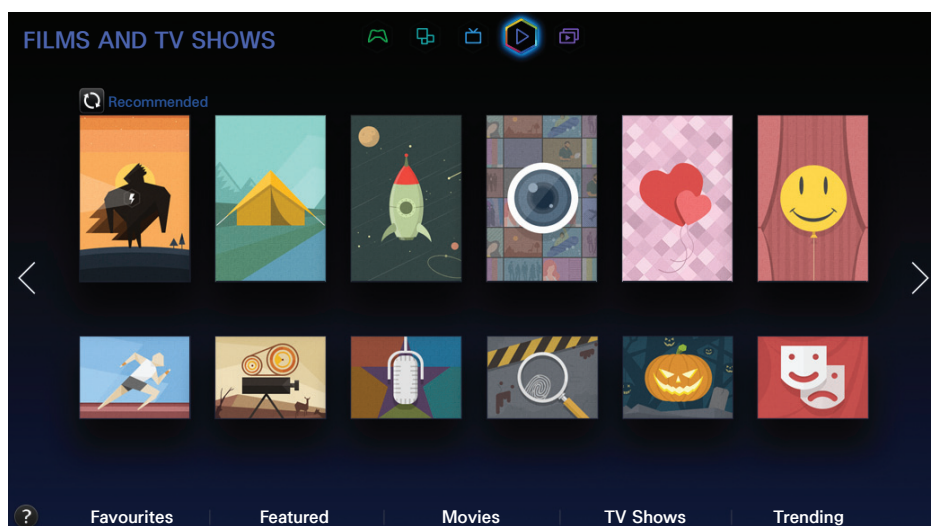 FILMS AND TV SHOWS
Recommended
? Favourites Featured Movies TV Shows Trending